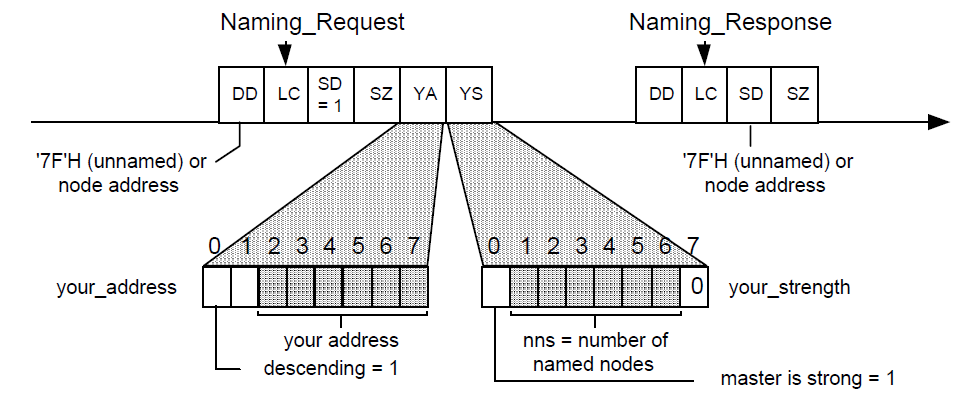 Naming_Request
Naming_Response
DD LC SD = 1 SZ YA YS
DD LC SD SZ
'7F'H (unnamed) or
node address
'7F'H (unnamed) or
node address
0 1 2 3 4 5 6 7
0 1 2 3 4 5 6 7
your_address
0
your_strength
your address
descending = 1
nns = number of
named nodes
master is strong = 1